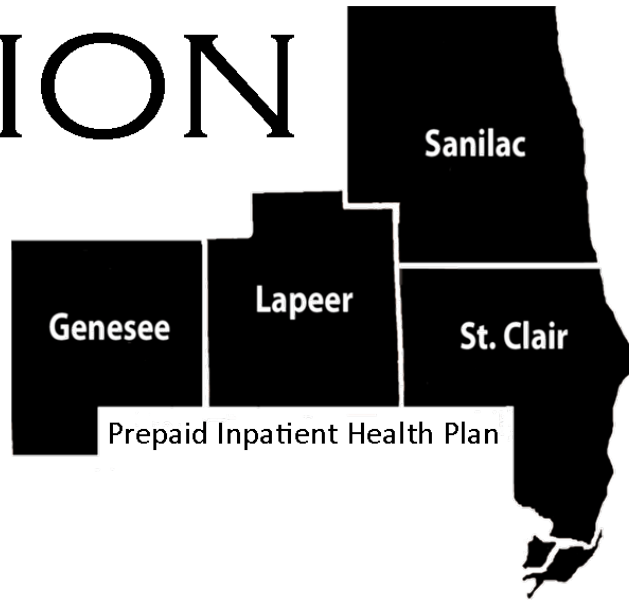 ION
Sanilac
Lapeer
Genesee
St. Clair
Prepaid Inpatient Health Plan